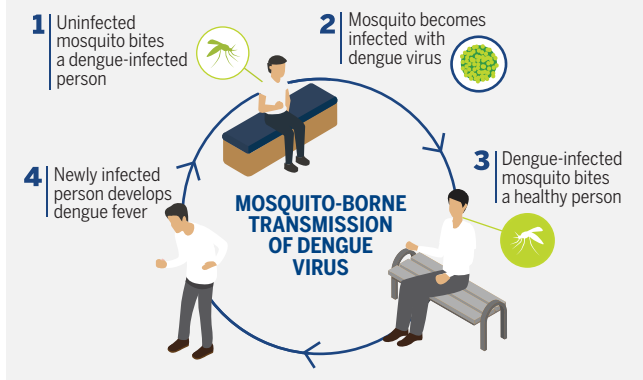 1 Uninfected
mosquito bites
a dengue-infected
person
2 Mosquito becomes
infected with
dengue virus
3 Dengue-infected
mosquito bites
a healthy person
4 Newly infected
person develops
dengue fever
MOSQUITO-BORNE
TRANSMISSION
OF DENGUE
VIRUS